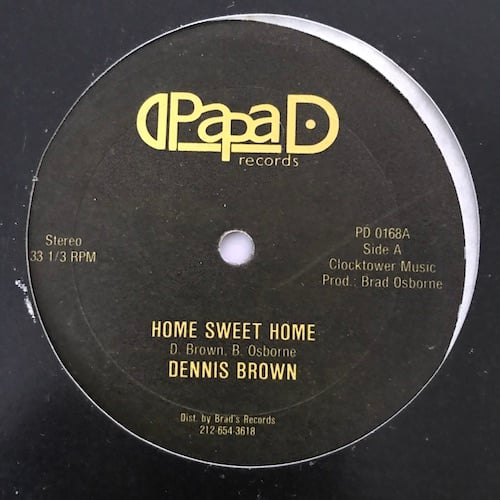 PapaD
records
Stereo
33 1/3 RPM
PD 0168A
Side A
Clocktower Music
Prod.: Brad Osborne
HOME SWEET HOME
D. Brown, B. Osborne
DENNIS BROWN
Dist. by Brad's Records
212-654-3618